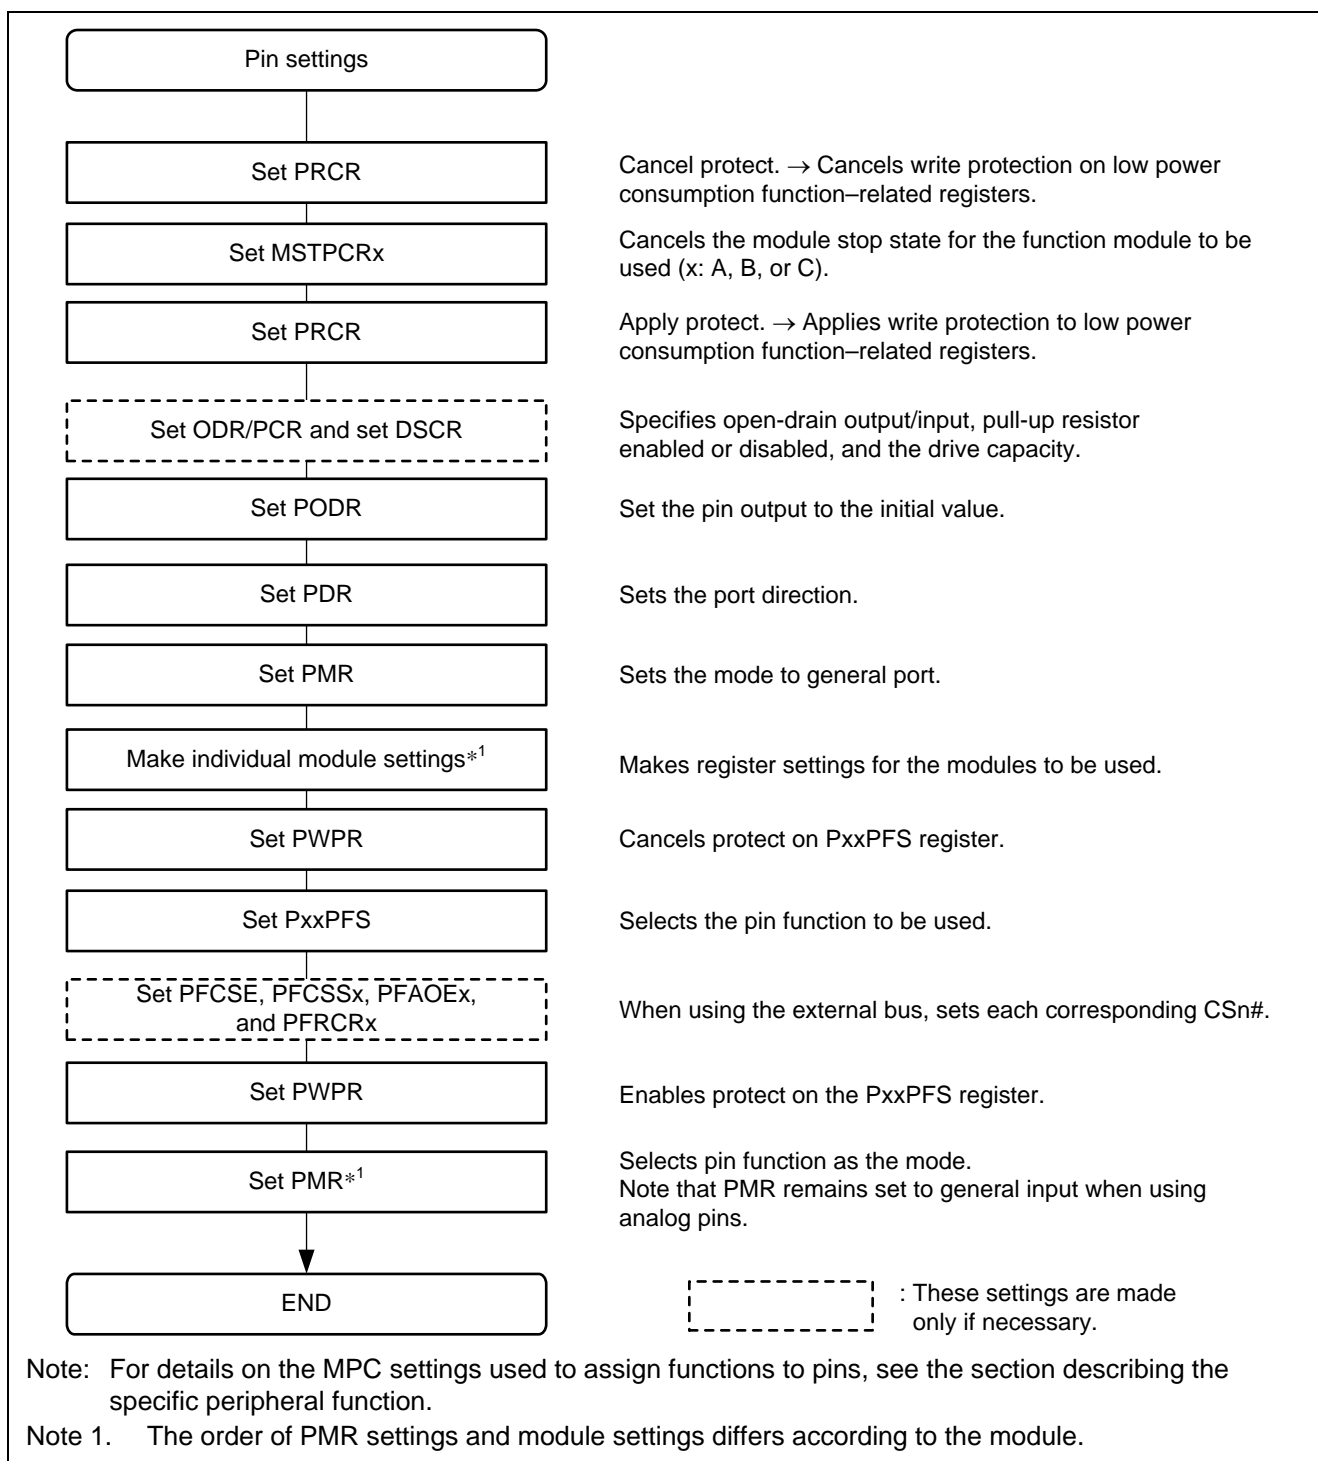 Pin settings
Set PRCR
Cancel protect. → Cancels write protection on low power
consumption function–related registers.
Set MSTPCRx
Cancels the module stop state for the function module to be
used (x: A, B, or C).
Set PRCR
Apply protect. → Applies write protection to low power
consumption function–related registers.
Set ODR/PCR and set DSCR
Specifies open-drain output/input, pull-up resistor
enabled or disabled, and the drive capacity.
Set PODR
Set the pin output to the initial value.
Set PDR
Sets the port direction.
Set PMR
Sets the mode to general port.
Make individual module settings*1
Makes register settings for the modules to be used.
Set PWPR
Cancels protect on PxxPFS register.
Set PxxPFS
Selects the pin function to be used.
Set PFCSE, PFCSSx, PFAOEx,
and PFRCRx
When using the external bus, sets each corresponding CSn#.
Set PWPR
Enables protect on the PxxPFS register.
Set PMR*1
Selects pin function as the mode.
Note that PMR remains set to general input when using
analog pins.
END
: These settings are made
only if necessary.
Note: For details on the MPC settings used to assign functions to pins, see the section describing the
specific peripheral function.
Note 1. The order of PMR settings and module settings differs according to the module.